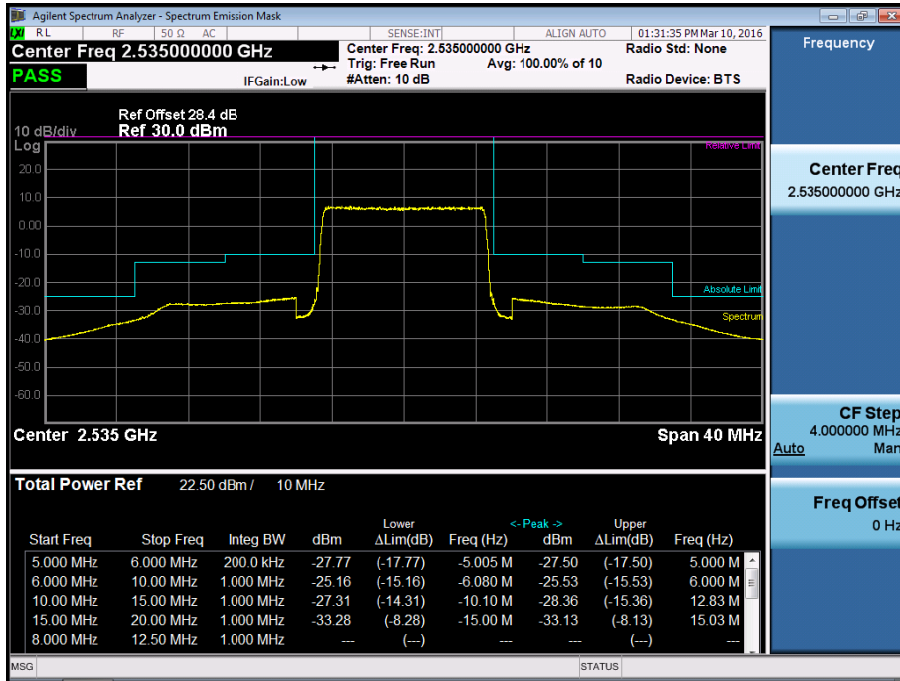 Agilent Spectrum Analyzer - Spectrum Emission Mask
LXI RL RF 50 Ω AC SENSE:INT ALIGN AUTO 01:31:35 PM Mar 10, 2016
Center Freq 2.535000000 GHz
Center Freq: 2.535000000 GHz
Radio Std: None
Trig: Free Run Avg: 100.00% of 10
PASS
IFGain:Low
#Atten: 10 dB
Radio Device: BTS
Ref Offset 28.4 dB
10 dB/div Ref 30.0 dBm
Log
Relative Limit
20.0
10.0
0.00
-10.0
-20.0
Absolute Limit
-30.0
Spectrum
-40.0
-50.0
-60.0
Center 2.535 GHz Span 40 MHz
Total Power Ref 22.50 dBm / 10 MHz
Lower <- Peak -> Upper
Start Freq Stop Freq Integ BW dBm ΔLim(dB) Freq (Hz) dBm ΔLim(dB) Freq (Hz)
5.000 MHz 6.000 MHz 200.0 kHz -27.77 (-17.77) -5.005 M -27.50 (-17.50) 5.000 M
6.000 MHz 10.00 MHz 1.000 MHz -25.16 (-15.16) -6.080 M -25.53 (-15.53) 6.000 M
10.00 MHz 15.00 MHz 1.000 MHz -27.31 (-14.31) -10.10 M -28.36 (-15.36) 12.83 M
15.00 MHz 20.00 MHz 1.000 MHz -33.28 (-8.28) -15.00 M -33.13 (-8.13) 15.03 M
8.000 MHz 12.50 MHz 1.000 MHz --- (---) --- --- (---) ---
MSG STATUS
Frequency
Center Freq
2.535000000 GHz
CF Step
4.000000 MHz
Auto Man
Freq Offset
0 Hz